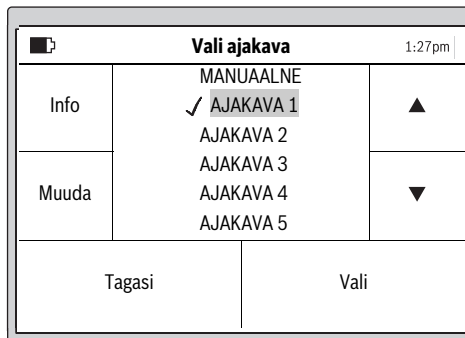 Vali ajakava 1:27pm
MANUAALNE
Info ✓ AJAKAVA 1 ▲
AJAKAVA 2
AJAKAVA 3
Muuda AJAKAVA 4 ▼
AJAKAVA 5
Tagasi Vali